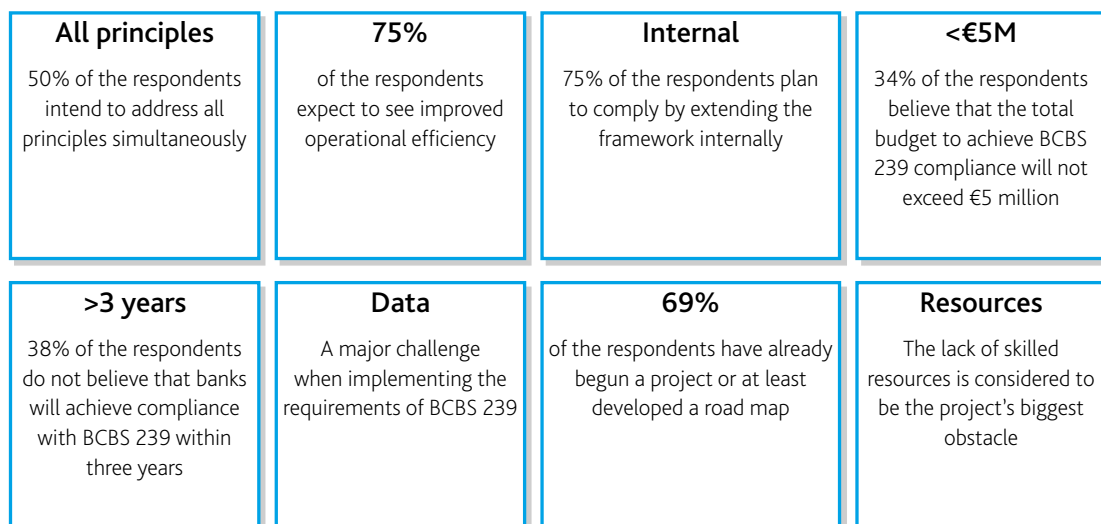 All principles
50% of the respondents
intend to address all
principles simultaneously
75%
of the respondents
expect to see improved
operational efficiency
Internal
75% of the respondents plan
to comply by extending the
framework internally
<€5M
34% of the respondents
believe that the total
budget to achieve BCBS
239 compliance will not
exceed €5 million
>3 years
38% of the respondents
do not believe that banks
will achieve compliance
with BCBS 239 within
three years
Data
A major challenge
when implementing the
requirements of BCBS 239
69%
of the respondents have already
begun a project or at least
developed a road map
Resources
The lack of skilled
resources is considered to
be the project's biggest
obstacle